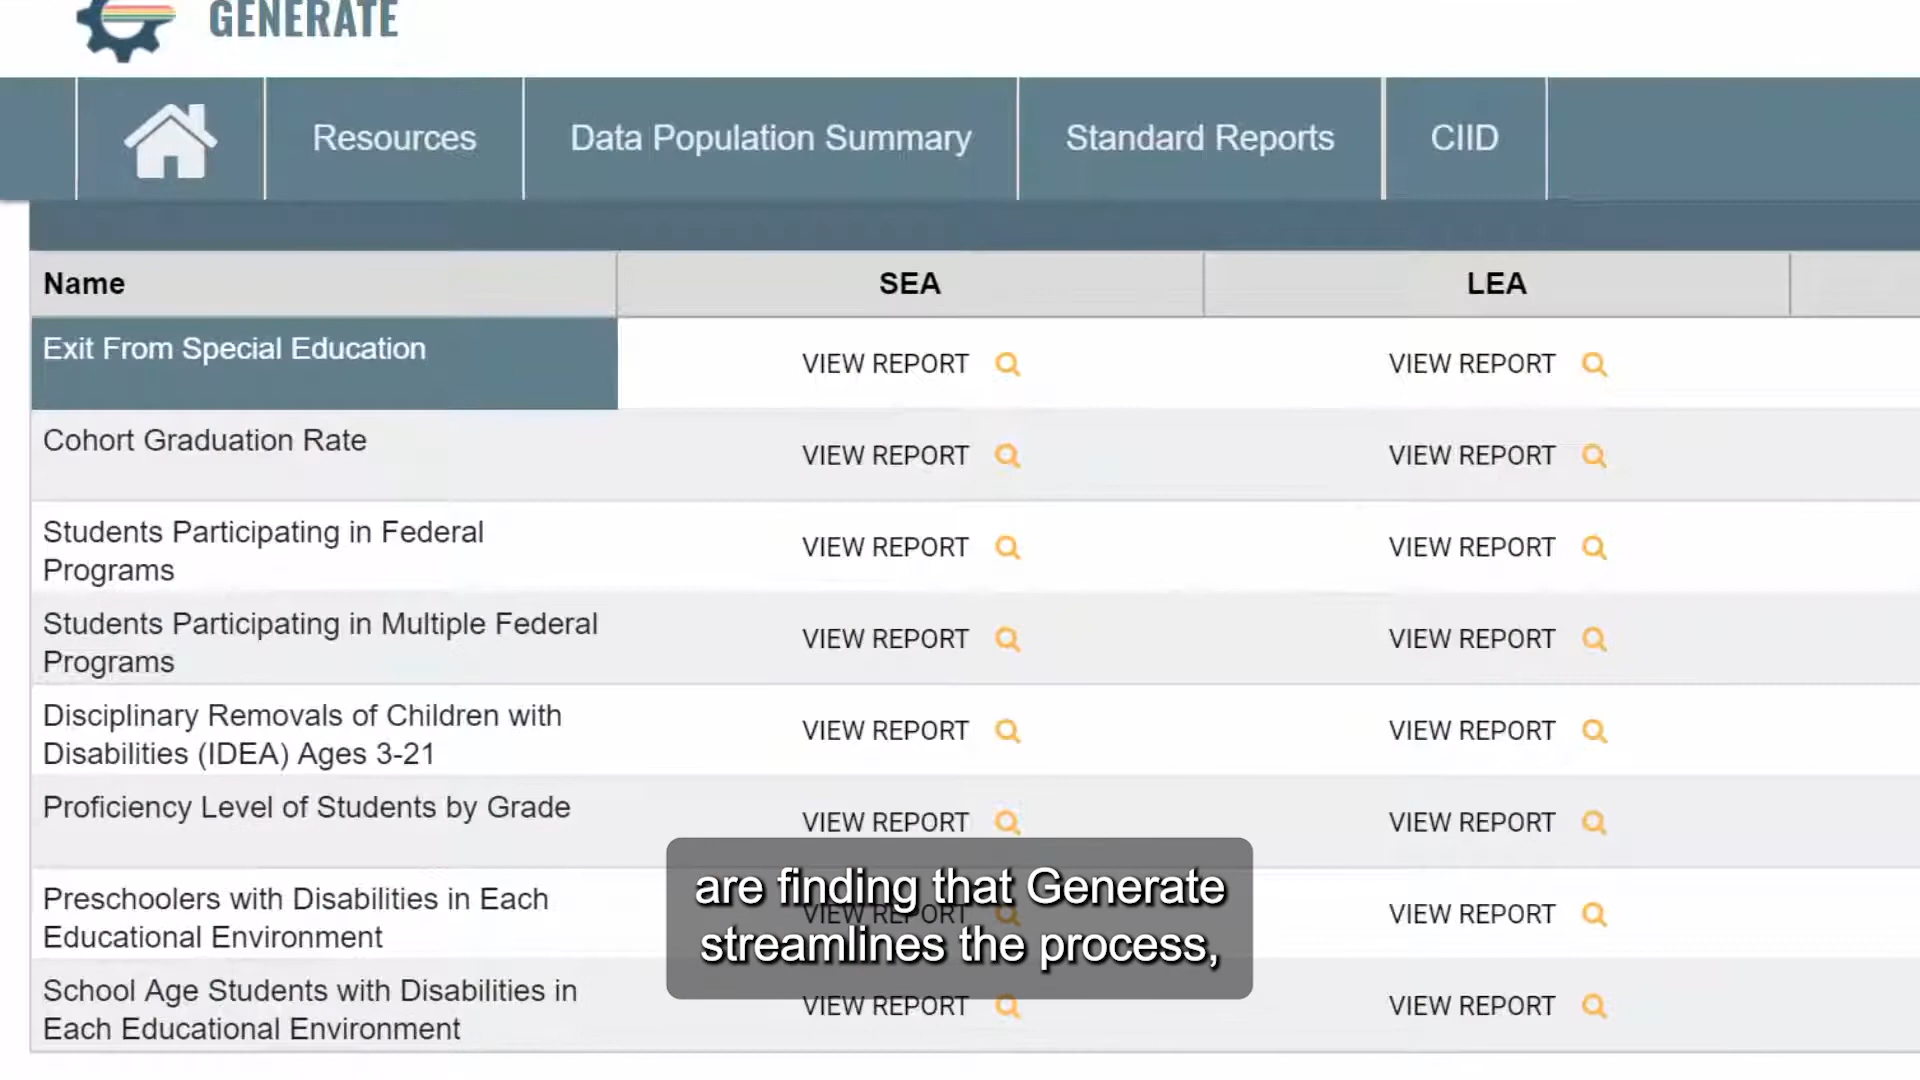 GENERATE
Resources Data Population Summary Standard Reports CIID
Name SEA LEA
Exit From Special Education VIEW REPORT VIEW REPORT
Cohort Graduation Rate VIEW REPORT VIEW REPORT
Students Participating in Federal
Programs VIEW REPORT VIEW REPORT
Students Participating in Multiple Federal
Programs VIEW REPORT VIEW REPORT
Disciplinary Removals of Children with
Disabilities (IDEA) Ages 3-21 VIEW REPORT VIEW REPORT
Proficiency Level of Students by Grade VIEW REPORT VIEW REPORT
Preschoolers with Disabilities in Each
Educational Environment VIEW REPORT VIEW REPORT
School Age Students with Disabilities in
Each Educational Environment VIEW REPORT VIEW REPORT
are finding that Generate
streamlines the process,